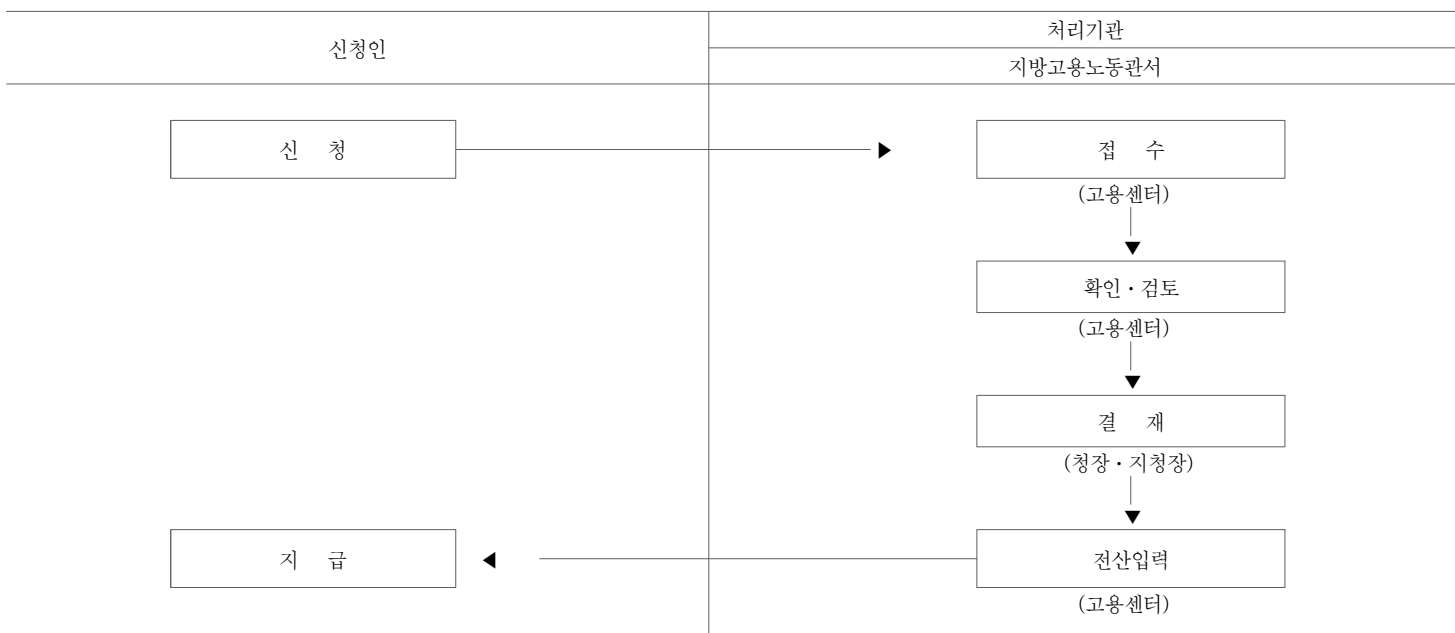 신청인
처리기관
지방고용노동관서
신 청
접 수
(고용센터)
확인・검토
(고용센터)
결 재
(청장・지청장)
지 급
전산입력
(고용센터)